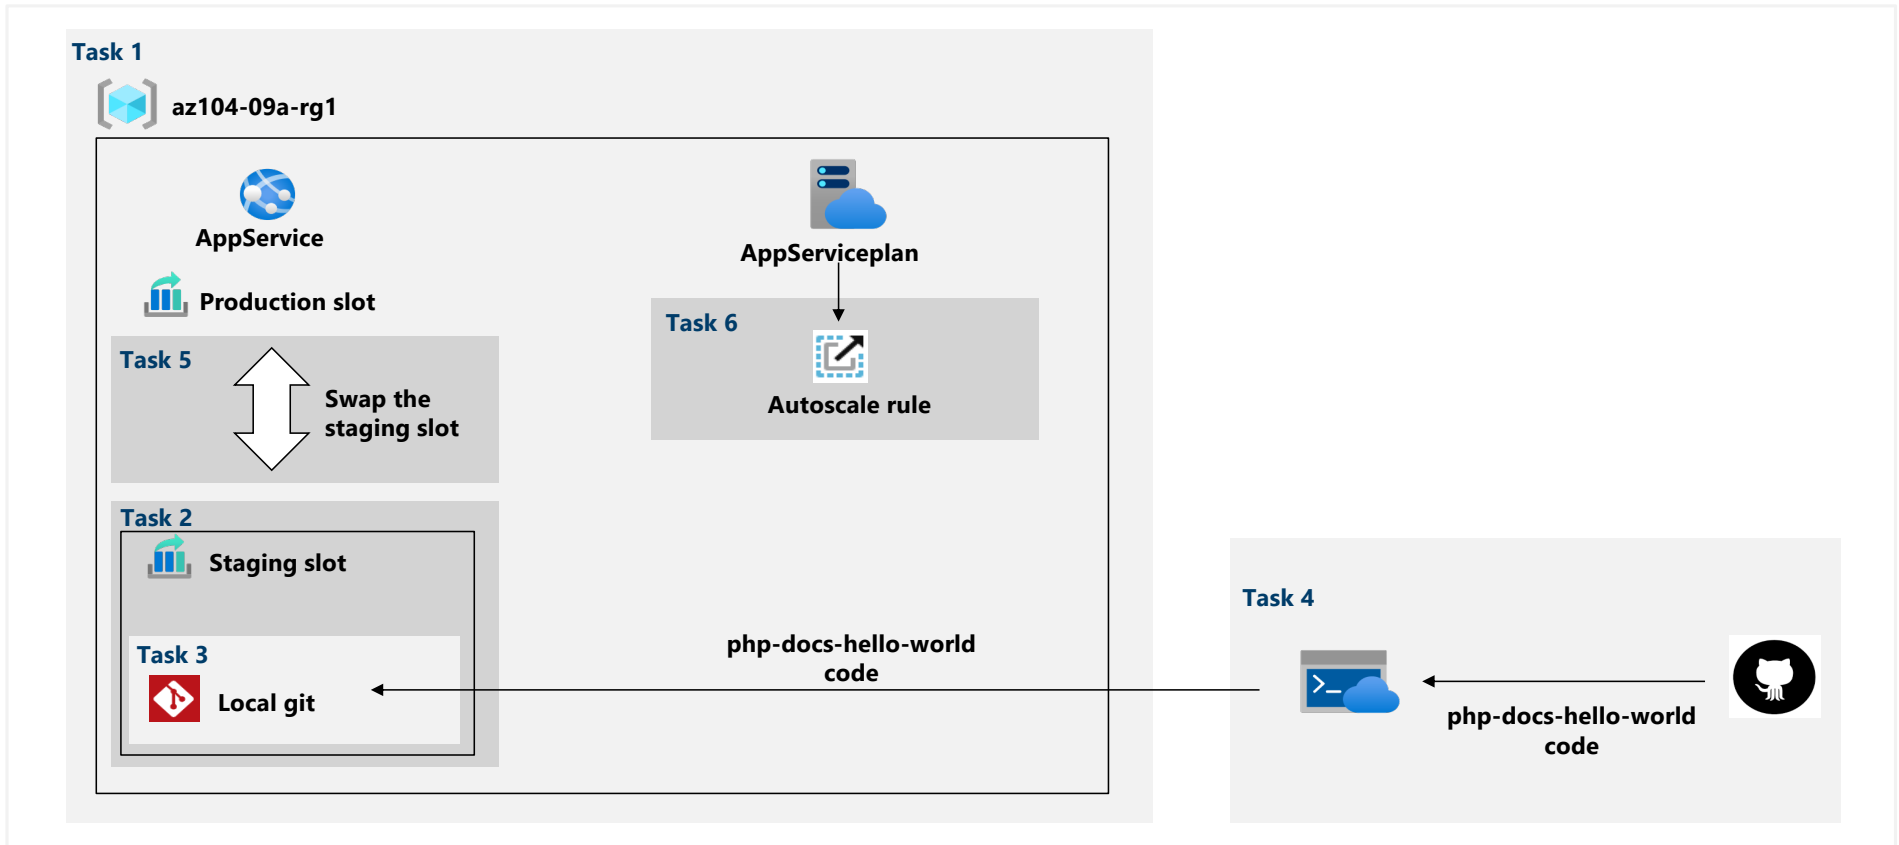 Task 1
az104-09a-rg1
AppService
Production slot
Task 5
Swap the
staging slot
Task 2
Staging slot
Task 3
Local git
AppServiceplan
Task 6
Autoscale rule
php-docs-hello-world
code
Task 4
>_
php-docs-hello-world
code